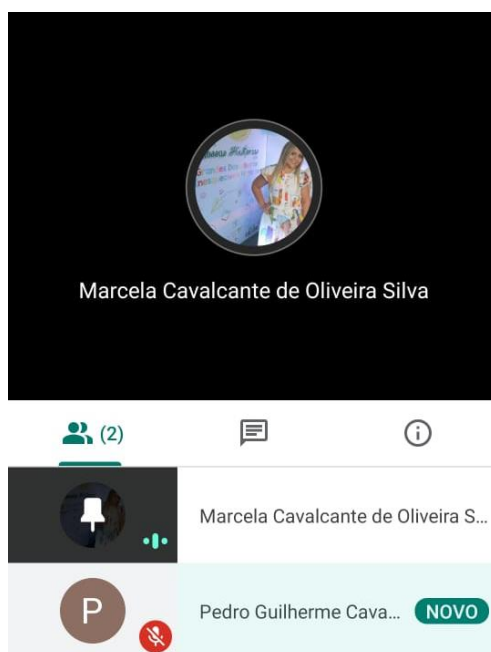 Marcela Cavalcante de Oliveira Silva
(2)
Marcela Cavalcante de Oliveira S...
P
Pedro Guilherme Cava... NOVO